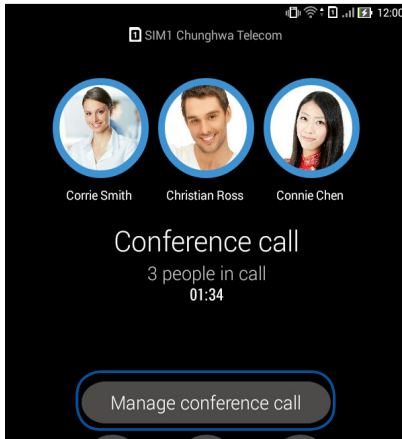 12:00
1 SIM1 Chunghwa Telecom
Corrie Smith Christian Ross Connie Chen
Conference call
3 people in call
01:34
Manage conference call